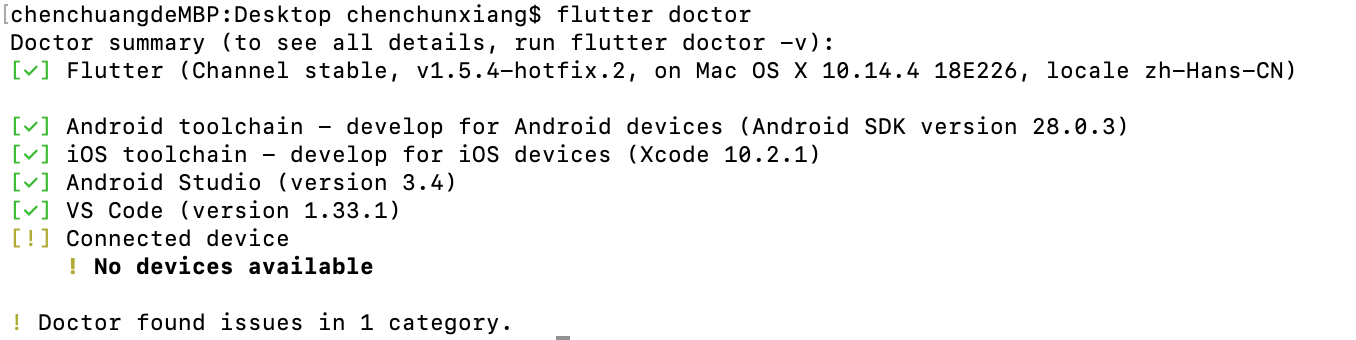 [chenchuangdeMBP:Desktop chenchunxiang$ flutter doctor
Doctor summary (to see all details, run flutter doctor -v):
[✓] Flutter (Channel stable, v1.5.4-hotfix.2, on Mac OS X 10.14.4 18E226, locale zh-Hans-CN)
[✓] Android toolchain - develop for Android devices (Android SDK version 28.0.3)
[✓] iOS toolchain - develop for iOS devices (Xcode 10.2.1)
[✓] Android Studio (version 3.4)
[✓] VS Code (version 1.33.1)
[!] Connected device
! No devices available
! Doctor found issues in 1 category.